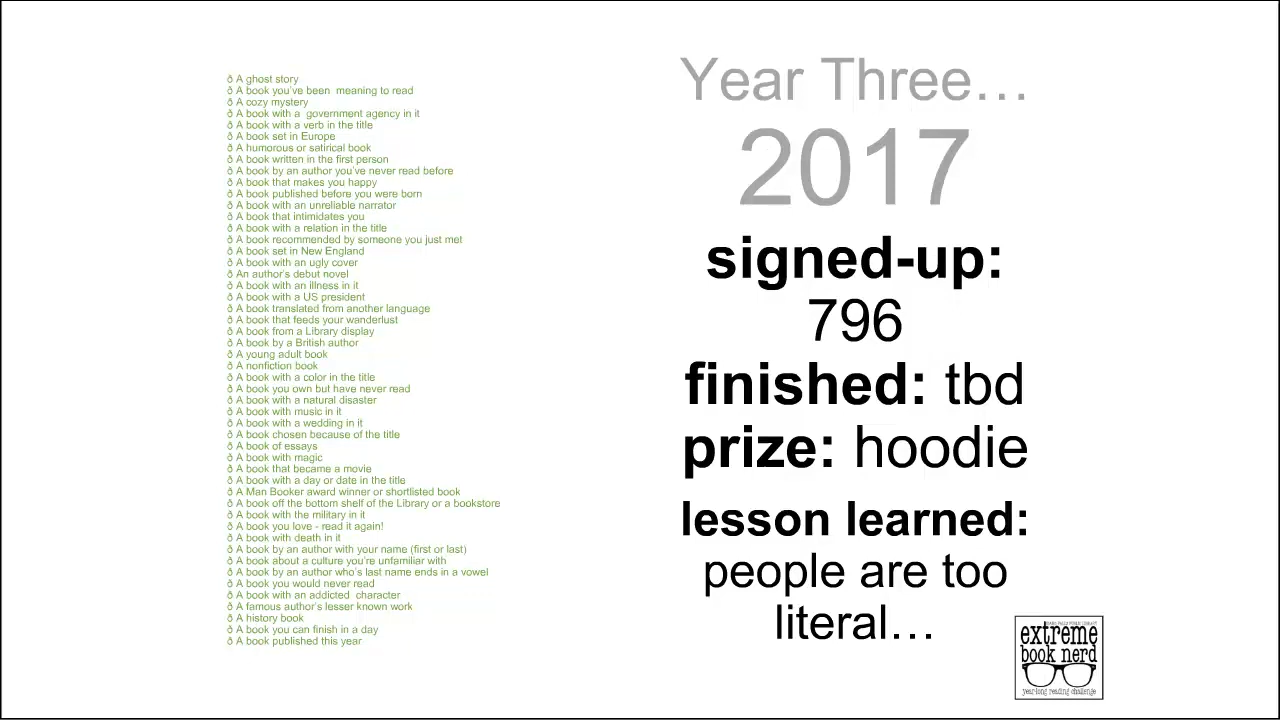 ð A ghost story
ð A book you've been  meaning to read
ð A cozy mystery
ð A book with a  government agency in it
ð A book with a verb in the title
ð A book set in Europe
ð A humorous or satirical book
ð A book written in the first person
ð A book by an author you've never read before
ð A book that makes you happy
ð A book published before you were born
ð A book with an unreliable narrator
ð A book that intimidates you
ð A book with a relation in the title
ð A book recommended by someone you just met
ð A book set in New England
ð A book with an ugly cover
ð An author's debut novel
ð A book with an illness in it
ð A book with a US president
ð A book translated from another language
ð A book that feeds your wanderlust
ð A book from a Library display
ð A book by a British author
ð A young adult book
ð A nonfiction book
ð A book with a color in the title
ð A book you own but have never read
ð A book with a natural disaster
ð A book with music in it
ð A book with a wedding in it
ð A book chosen because of the title
ð A book of essays
ð A book with magic
ð A book that became a movie
ð A book with a day or date in the title
ð A Man Booker award winner or shortlisted book
ð A book off the bottom shelf of the Library or a bookstore
ð A book with the military in it
ð A book you love - read it again!
ð A book with death in it
ð A book by an author with your name (first or last)
ð A book about a culture you're unfamiliar with
ð A book by an author who's last name ends in a vowel
ð A book you would never read
ð A book with an addicted  character
ð A famous author's lesser known work
ð A history book
ð A book you can finish in a day
ð A book published this year
Year Three…
2017
signed-up:
796
finished: tbd
prize: hoodie
lesson learned:
people are too
literal…
extreme
book nerd
year-long reading challenge